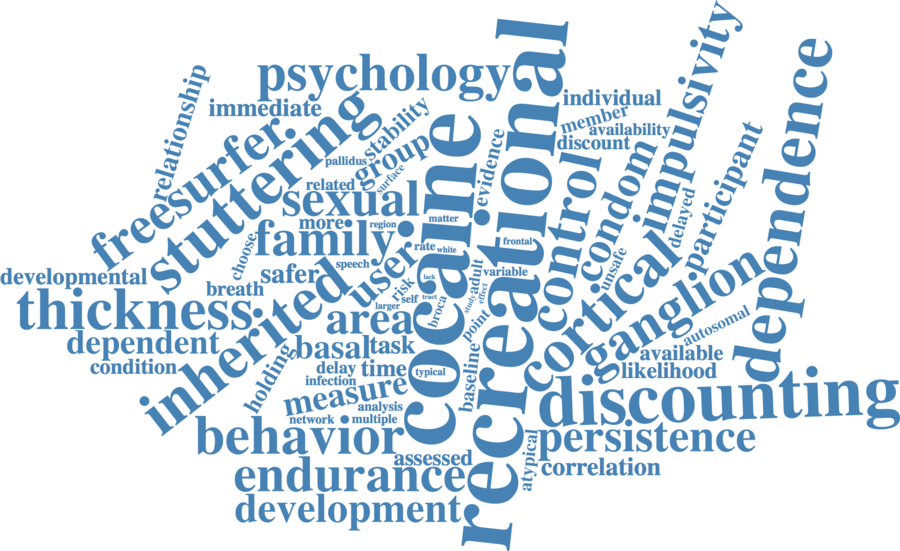 recreational
psychology
impulsivity
dependence
relationship
immediate
individual
member
availability
discount
freesurfer.
stuttering
pallidus
stability
group
surface
cocaine
evidence
related
sexual
more
region
matter
family
rate
white
frontal
control
condom
delayed
participant
choose
speech
developmental
breath
safer
user
risk
lack
tract
self
larger
broca
study
adult
effect
variable
unsafe
cortical
ganglion
autosomal
thickness
inherited
area
point
dependent
condition
basal
task
baseline
available
likelihood
holding
delay
time
typical
infection
measure
analysis
network
multiple
discounting
behavior
assessed
atypical
persistence
endurance
correlation
development